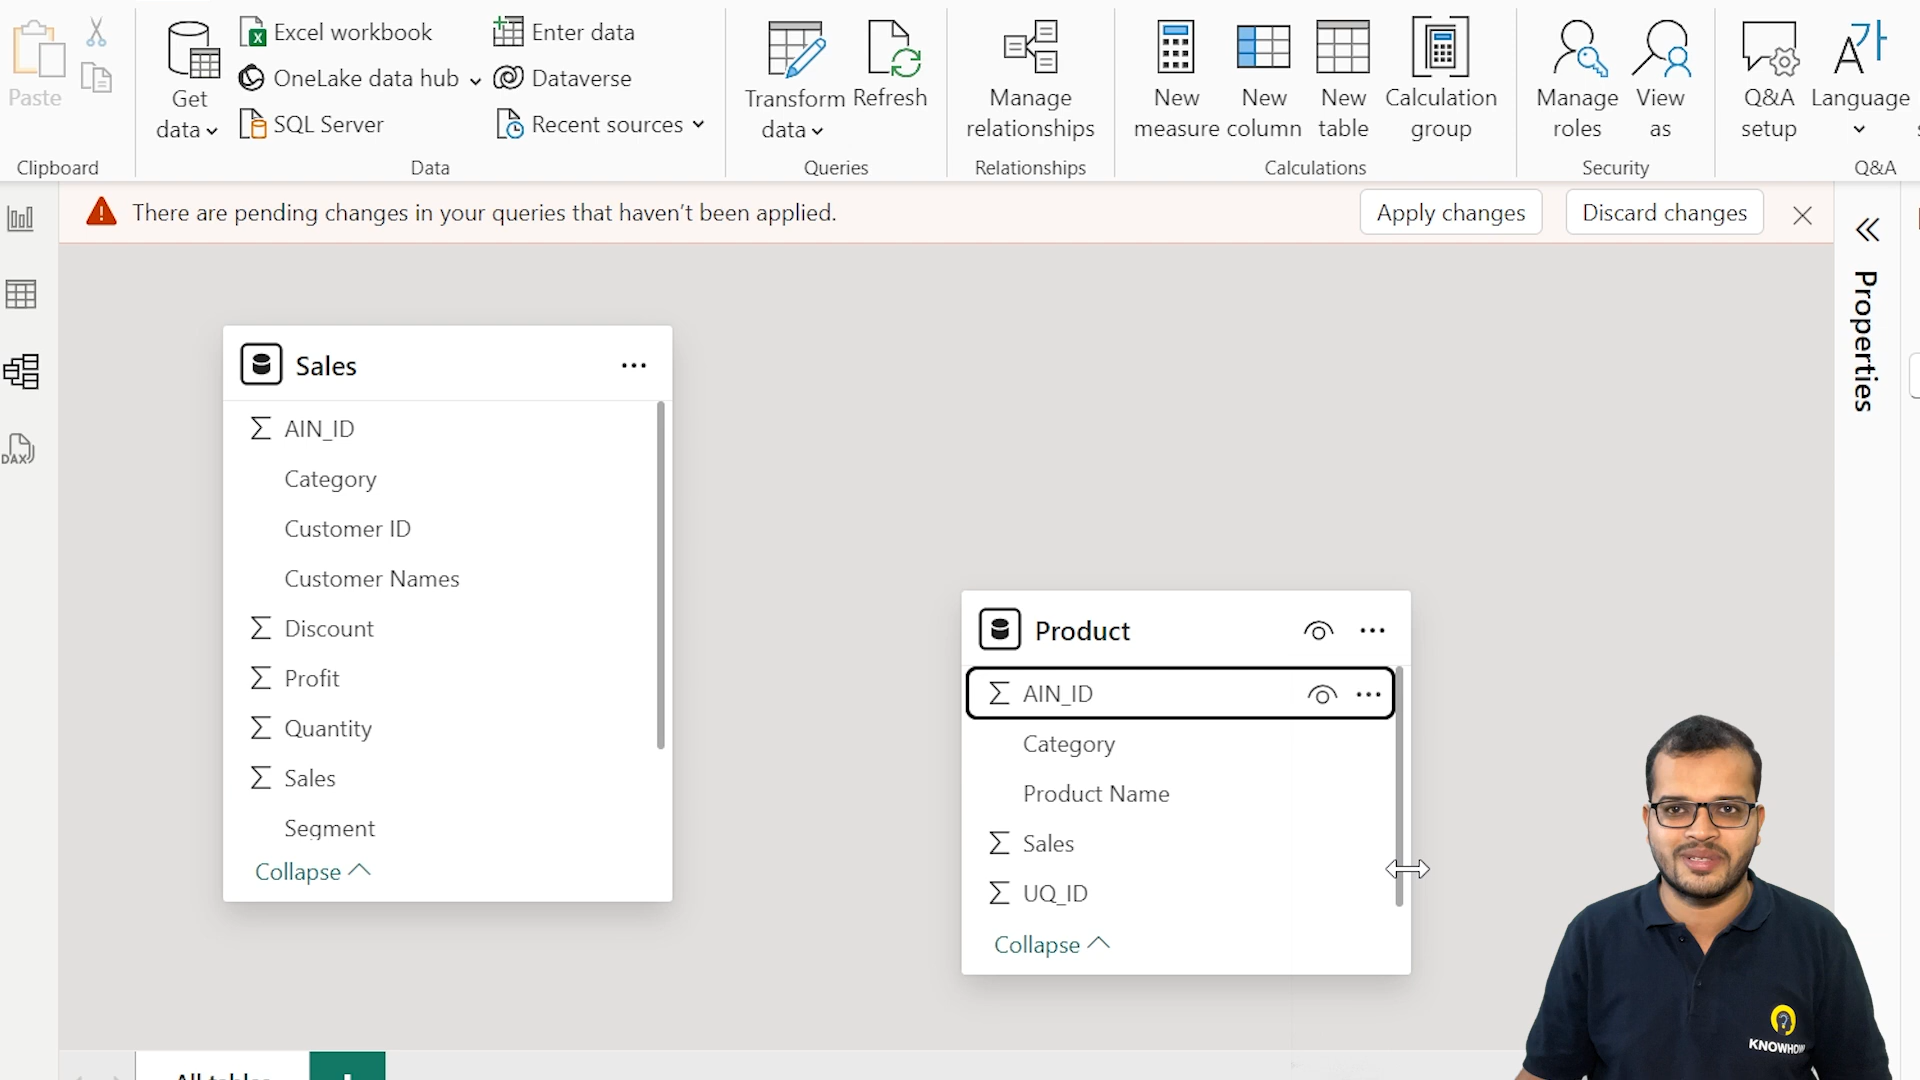 Paste
Clipboard
Get
data
Excel workbook
OneLake data hub
SQL Server
Enter data
Dataverse
Recent sources
Data
Transform
data
Refresh
Queries
Manage
relationships
Relationships
New
measure
New
column
New
table
Calculation
group
Calculations
Manage
roles
View
as
Security
Q&A
setup
Language
Q&A
There are pending changes in your queries that haven't been applied.
Apply changes
Discard changes
Properties
DAX
Sales
AIN_ID
Category
Customer ID
Customer Names
Discount
Profit
Quantity
Sales
Segment
Collapse
Product
AIN_ID
Category
Product Name
Sales
UQ_ID
Collapse
All tables
KNOWHOW